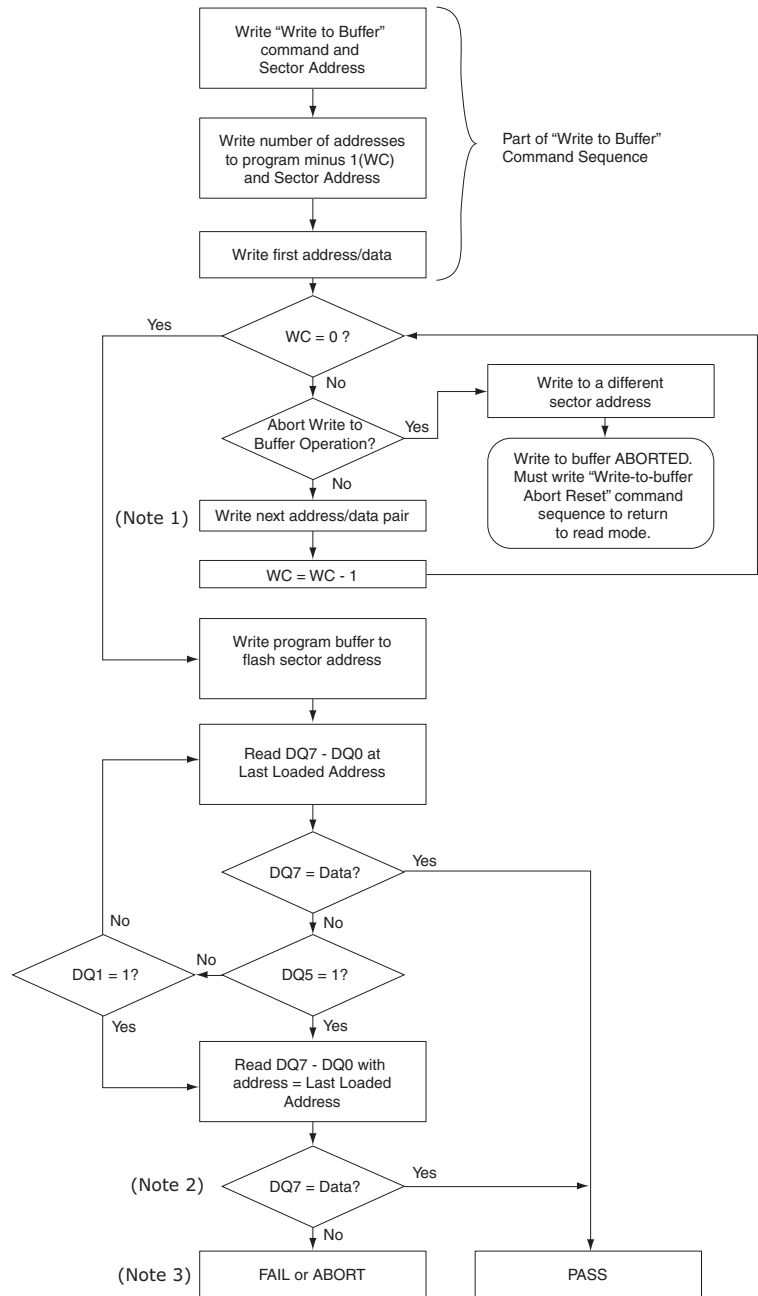 Write “Write to Buffer”
command and
Sector Address
Write number of addresses
to program minus 1(WC)
and Sector Address
Part of “Write to Buffer”
Command Sequence
Write first address/data
Yes
WC = 0 ?
No
Write to a different
sector address
Abort Write to
Buffer Operation?
Yes
No
Write to buffer ABORTED.
Must write “Write-to-buffer
Abort Reset” command
sequence to return
to read mode.
(Note 1)
Write next address/data pair
WC = WC - 1
Write program buffer to
flash sector address
Read DQ7 - DQ0 at
Last Loaded Address
DQ7 = Data?
Yes
No
No
DQ1 = 1?
No
DQ5 = 1?
Yes
Yes
Read DQ7 - DQ0 with
address = Last Loaded
Address
(Note 2)
DQ7 = Data?
Yes
No
(Note 3)
FAIL or ABORT
PASS